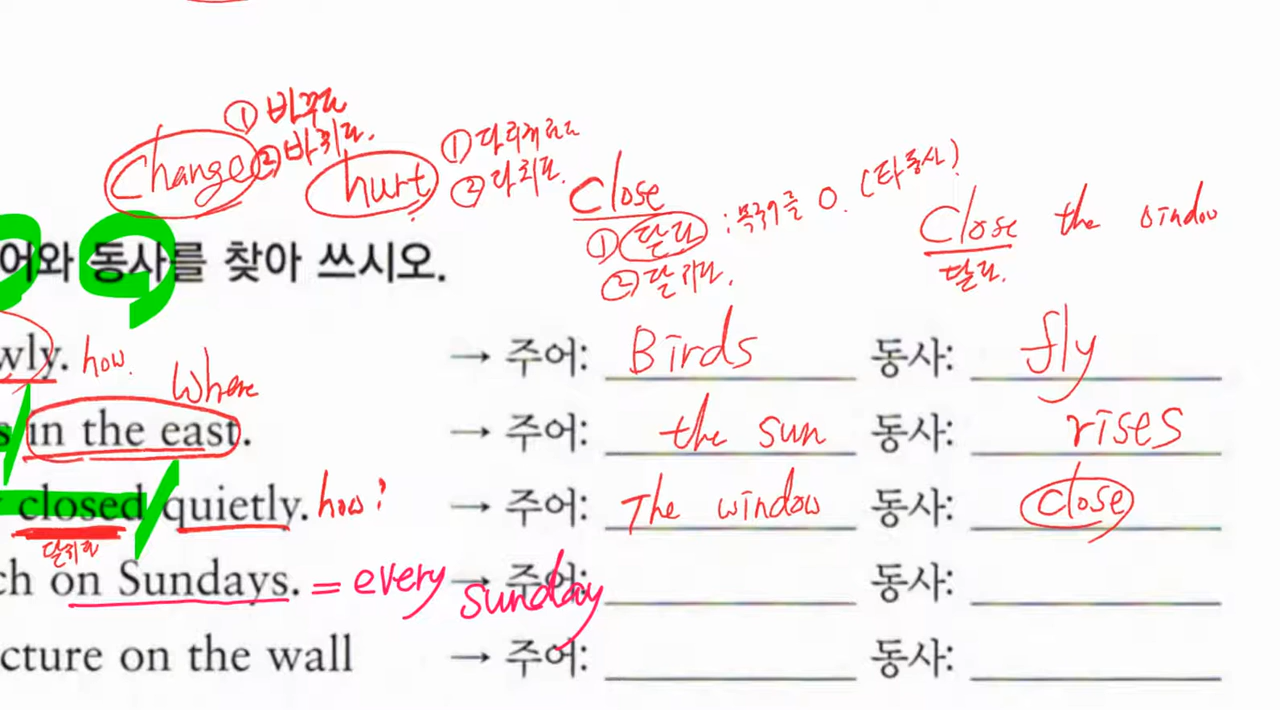 ① 바꾸다
Change ② 바뀌다.
hurt ① 다리게 하다
② 다치다.
Close
① 닫다 : 목적어를 O. (타동사)
② 닫히다.
Close the window
닫다.
어와 동사를 찾아 쓰시오.
wly. how. → 주어: Birds 동사: fly
where
s in the east. → 주어: the sun 동사: rises
closed quietly. how? → 주어: The window 동사: close
닫히다
ch on Sundays. = every sunday → 주어: 동사:
cture on the wall → 주어: 동사: